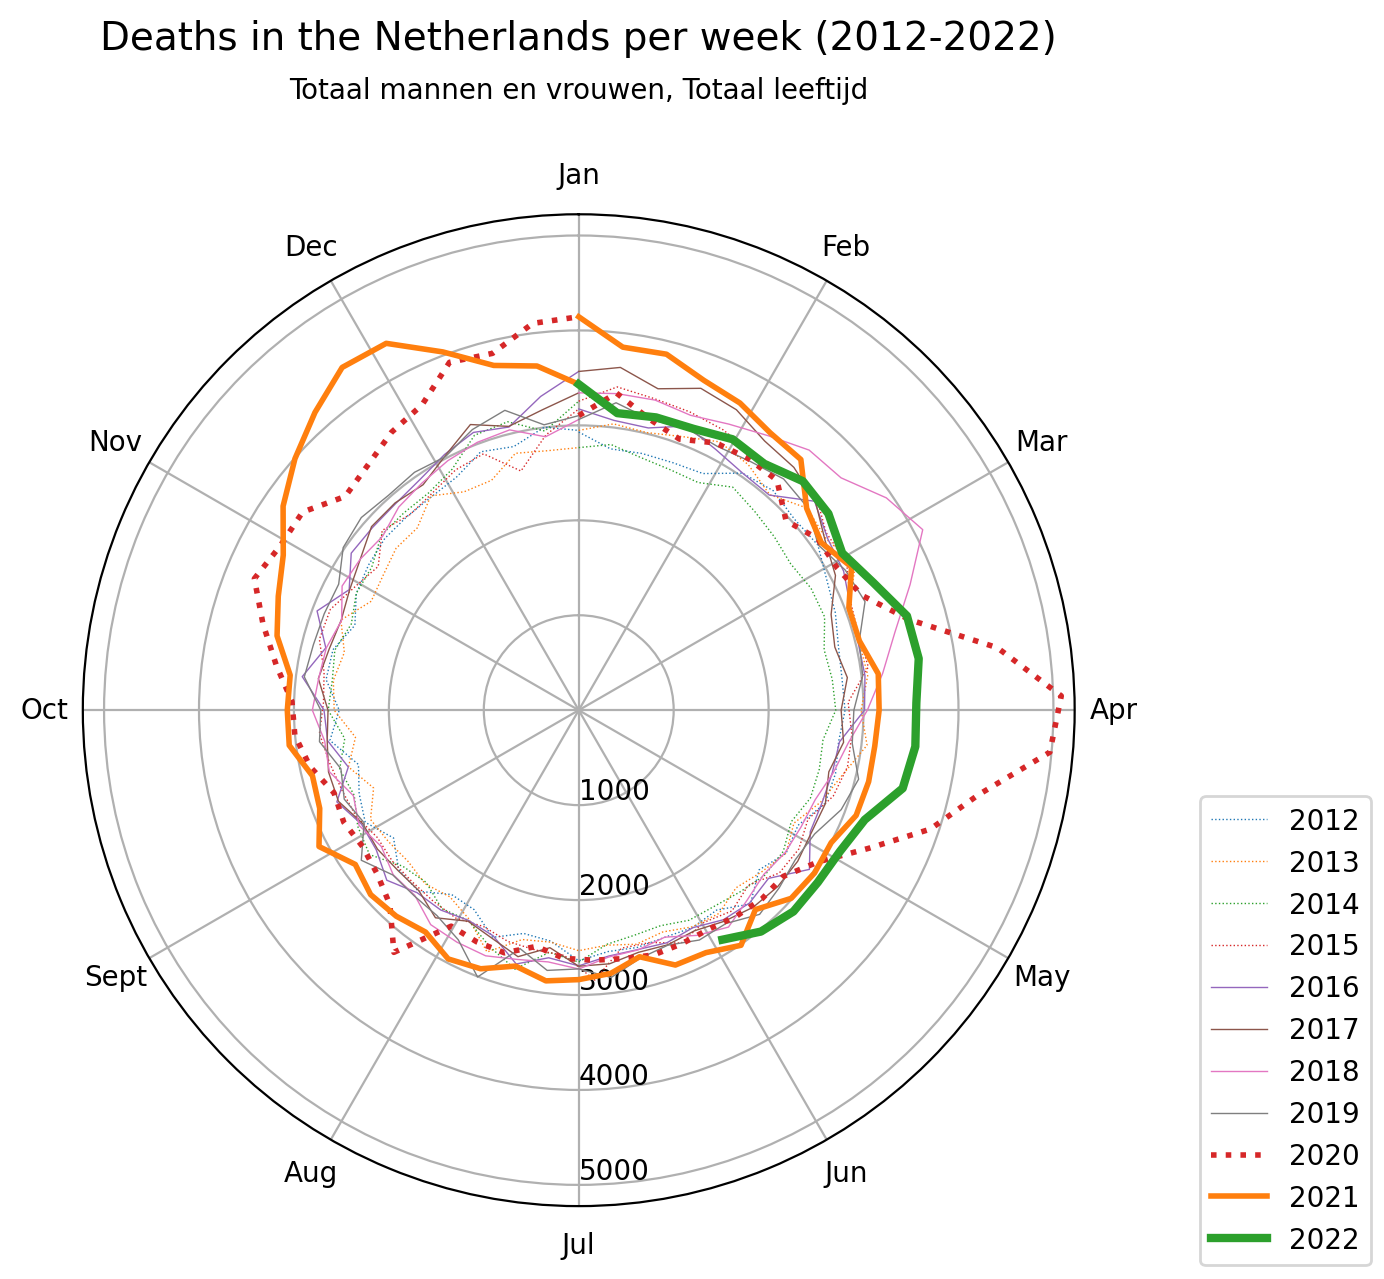 Deaths in the Netherlands per week (2012-2022)
Totaal mannen en vrouwen, Totaal leeftijd
Jan
Feb
Mar
Apr
May
Jun
Jul
Aug
Sept
Oct
Nov
Dec
1000
2000
3000
4000
5000
2012
2013
2014
2015
2016
2017
2018
2019
2020
2021
2022